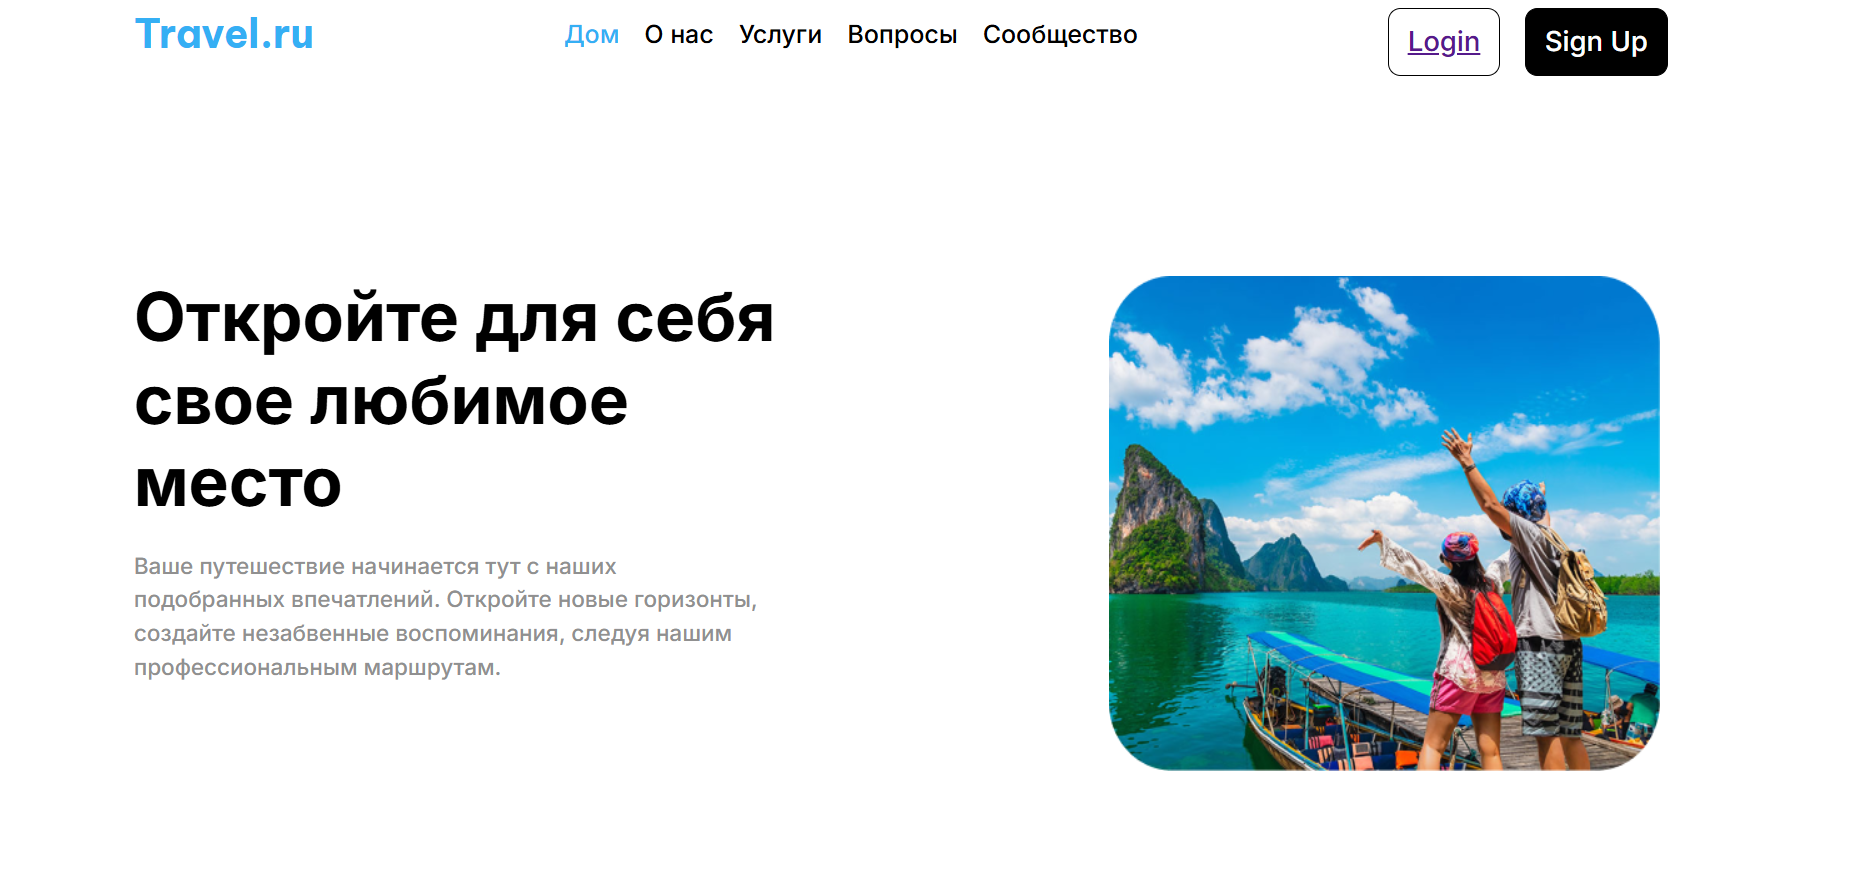 Travel.ru
Дом О нас Услуги Вопросы Сообщество
Login
Sign Up
Откройте для себя
свое любимое
место
Ваше путешествие начинается тут с наших
подобранных впечатлений. Откройте новые горизонты,
создайте незабвенные воспоминания, следуя нашим
профессиональным маршрутам.